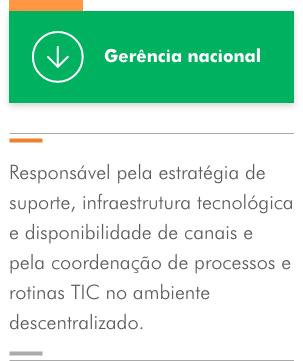 Gerência nacional
Responsável pela estratégia de
suporte, infraestrutura tecnológica
e disponibilidade de canais e
pela coordenação de processos e
rotinas TIC no ambiente
descentralizado.